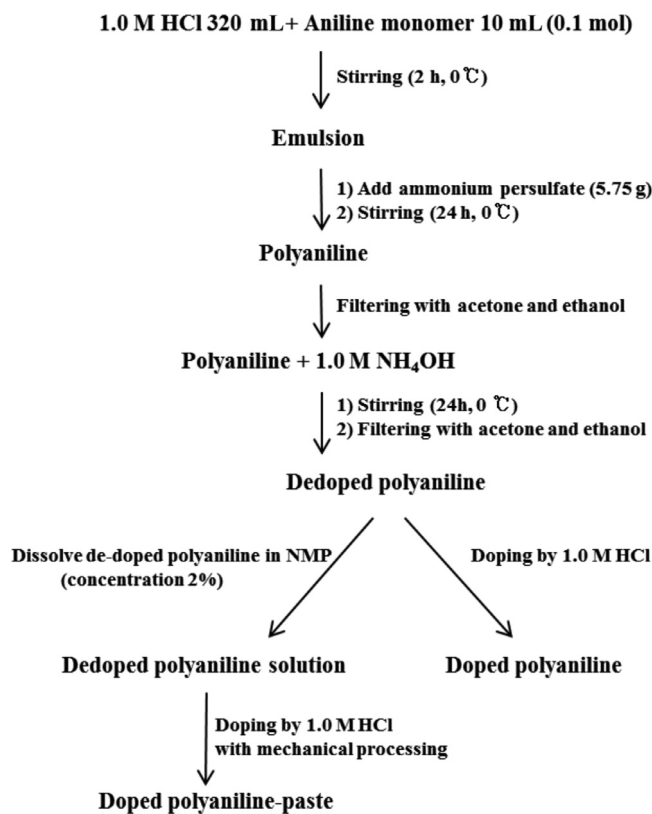 1.0 M HCl 320 mL+ Aniline monomer 10 mL (0.1 mol)
Stirring (2 h, 0℃)
Emulsion
1) Add ammonium persulfate (5.75 g)
2) Stirring (24 h, 0℃)
Polyaniline
Filtering with acetone and ethanol
Polyaniline + 1.0 M NH₄OH
1) Stirring (24h, 0 ℃)
2) Filtering with acetone and ethanol
Dedoped polyaniline
Dissolve de-doped polyaniline in NMP
(concentration 2%)
Doping by 1.0 M HCl
Dedoped polyaniline solution
Doped polyaniline
Doping by 1.0 M HCl
with mechanical processing
Doped polyaniline-paste